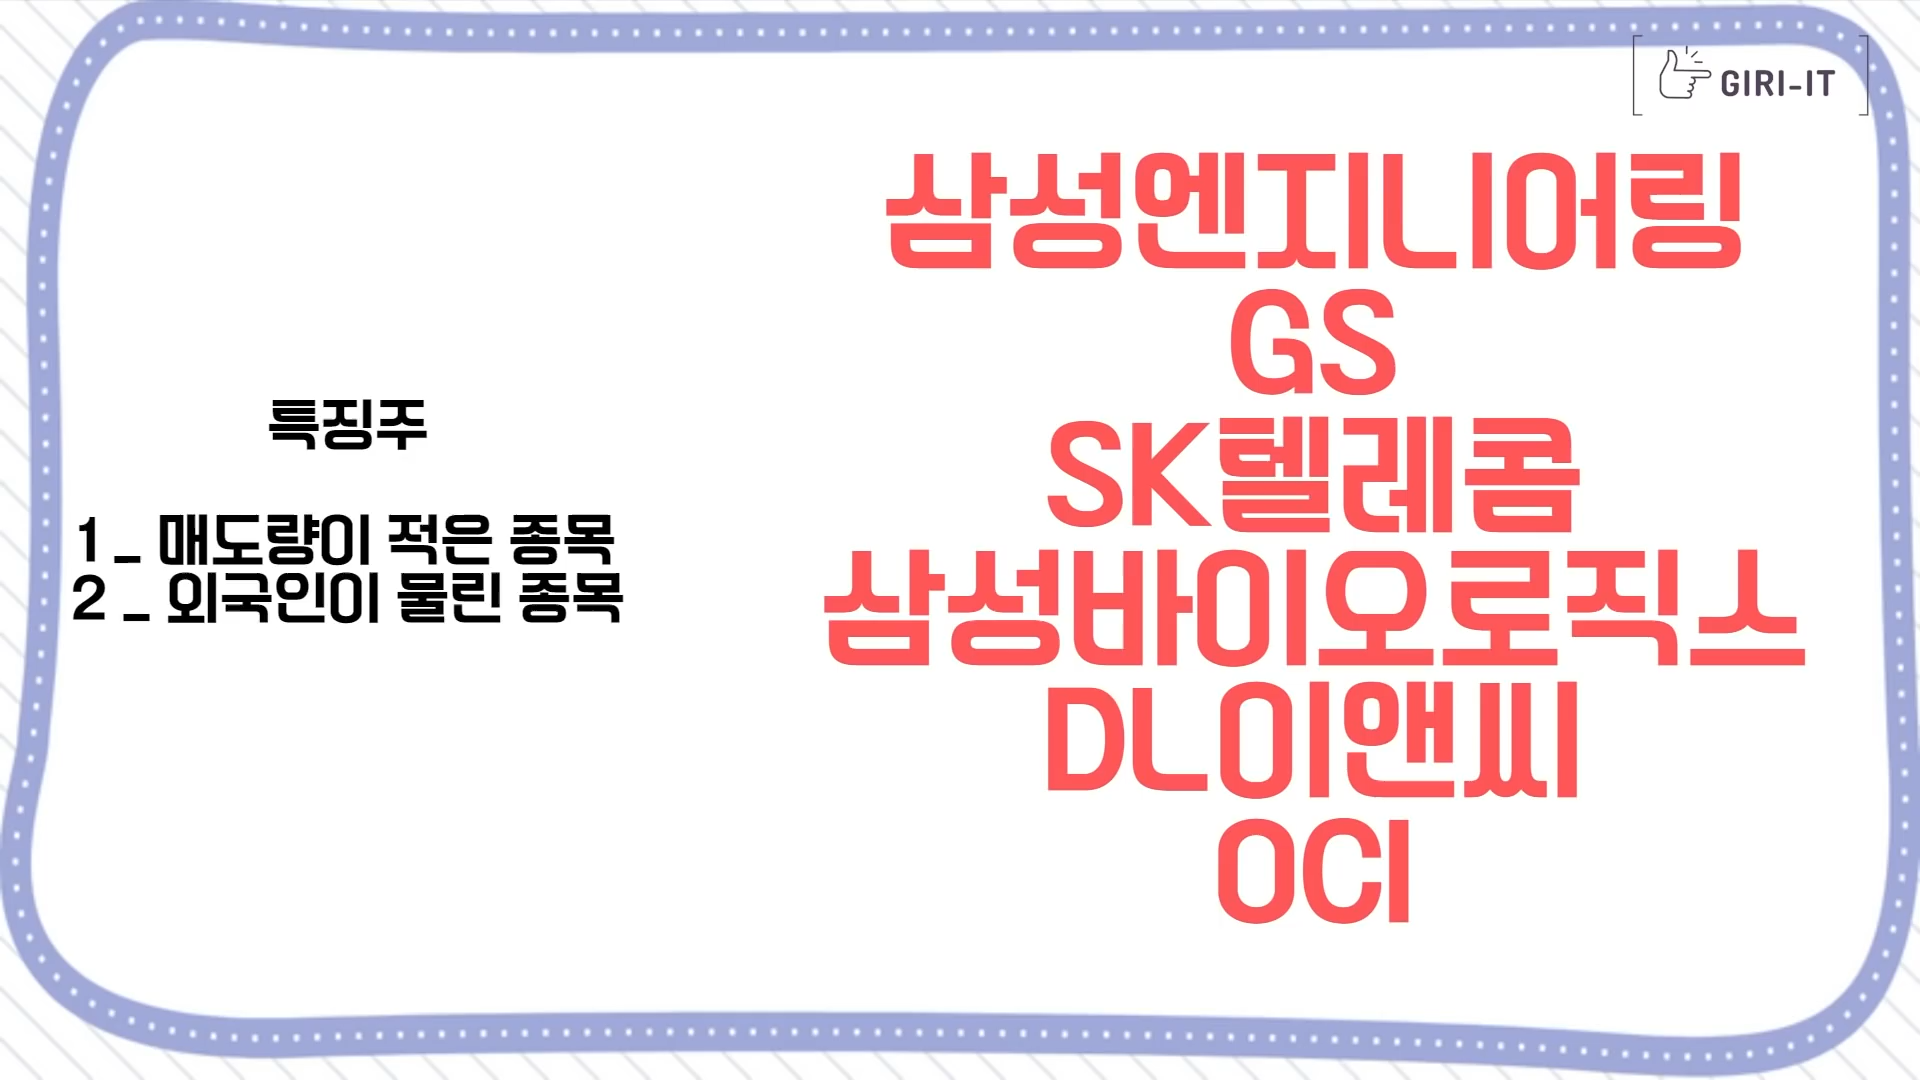 GIRI-IT
특징주
1_ 매도량이 적은 종목
2 _ 외국인이 물린 종목
삼성엔지니어링
GS
SK텔레콤
삼성바이오로직스
DL이앤씨
OCI